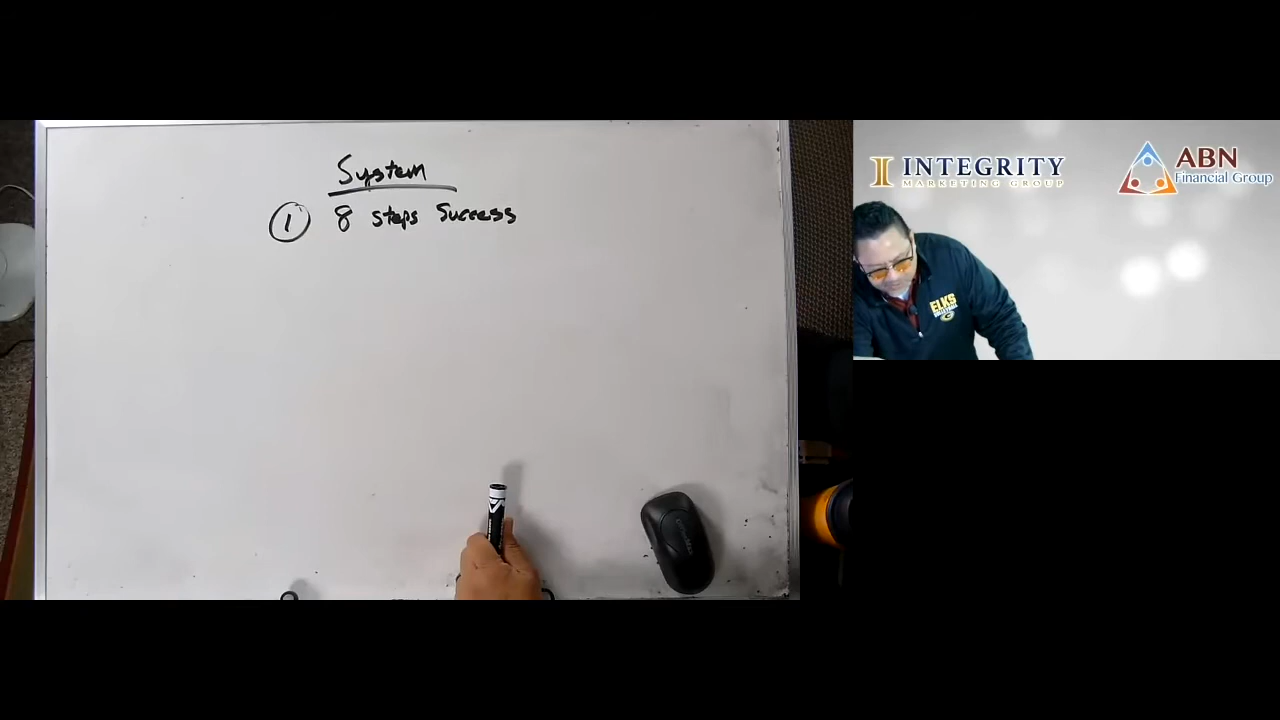 System
① 8 steps Success
INTEGRITY
MARKETING GROUP
ABN
Financial Group
ELKS